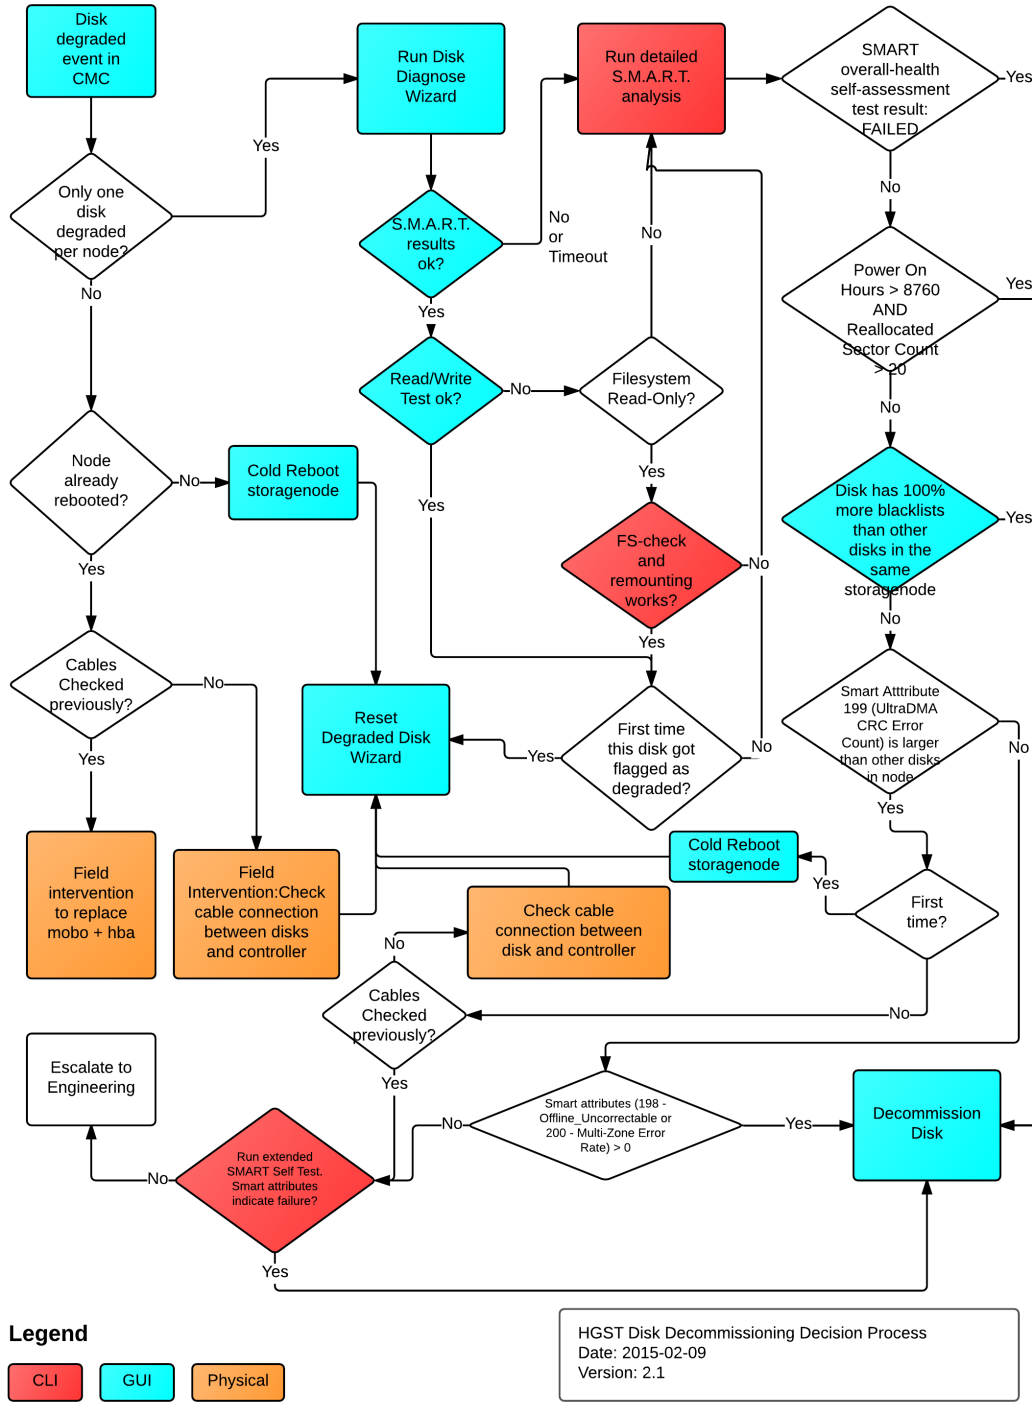 Disk
degraded
event in
CMC
Run Disk
Diagnose
Wizard
Run detailed
S.M.A.R.T.
analysis
SMART
overall-health
self-assessment
test result:
FAILED
Yes
Yes
Only one
disk
degraded
per node?
No
S.M.A.R.T.
results
ok?
No
or
Timeout
Yes
No
No
Power On
Hours > 8760
AND
Reallocated
Sector Count
> 20
Yes
No
Read/Write
Test ok?
No
Filesystem
Read-Only?
Yes
Yes
Node
already
rebooted?
No
Cold Reboot
storagenode
Yes
Disk has 100%
more blacklists
than other
disks in the
same
storagenode
Yes
No
FS-check
and
remounting
works?
No
Yes
Cables
Checked
previously?
No
Yes
Reset
Degraded Disk
Wizard
Yes
First time
this disk got
flagged as
degraded?
No
Smart Atttribute
199 (UltraDMA
CRC Error
Count) is larger
than other disks
in node
No
Yes
Field
intervention
to replace
mobo + hba
Field
Intervention:Check
cable connection
between disks
and controller
Cold Reboot
storagenode
Yes
First
time?
No
Check cable
connection between
disk and controller
No
Cables
Checked
previously?
Yes
Escalate to
Engineering
No
Run extended
SMART Self Test.
Smart attributes
indicate failure?
Yes
No
Smart attributes (198 -
Offline_Uncorrectable or
200 - Multi-Zone Error
Rate) > 0
Yes
Decommission
Disk
Legend
CLI
GUI
Physical
HGST Disk Decommissioning Decision Process
Date: 2015-02-09
Version: 2.1